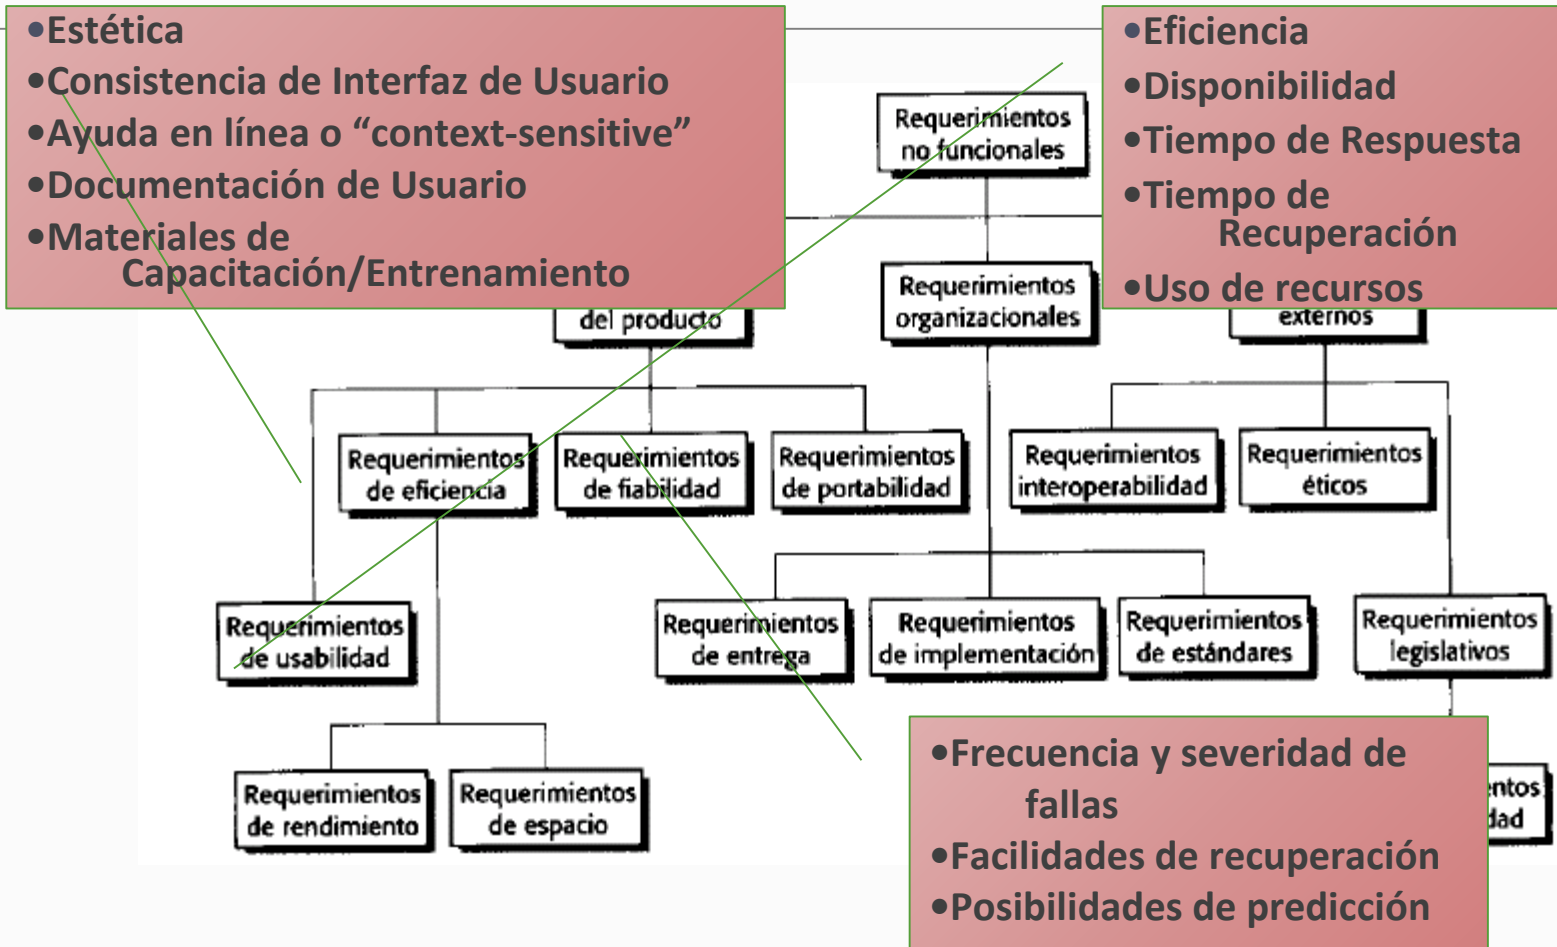 •Estética
•Consistencia de Interfaz de Usuario
•Ayuda en línea o “context-sensitive”
•Documentación de Usuario
•Materiales de
Capacitación/Entrenamiento
•Eficiencia
•Disponibilidad
•Tiempo de Respuesta
•Tiempo de
Recuperación
•Uso de recursos
Requerimientos
no funcionales
del producto
Requerimientos
organizacionales
externos
Requerimientos
de eficiencia
Requerimientos
de fiabilidad
Requerimientos
de portabilidad
Requerimientos
interoperabilidad
Requerimientos
éticos
Requerimientos
de usabilidad
Requerimientos
de entrega
Requerimientos
de implementación
Requerimientos
de estándares
Requerimientos
legislativos
Requerimientos
de rendimiento
Requerimientos
de espacio
•Frecuencia y severidad de
fallas
•Facilidades de recuperación
•Posibilidades de predicción